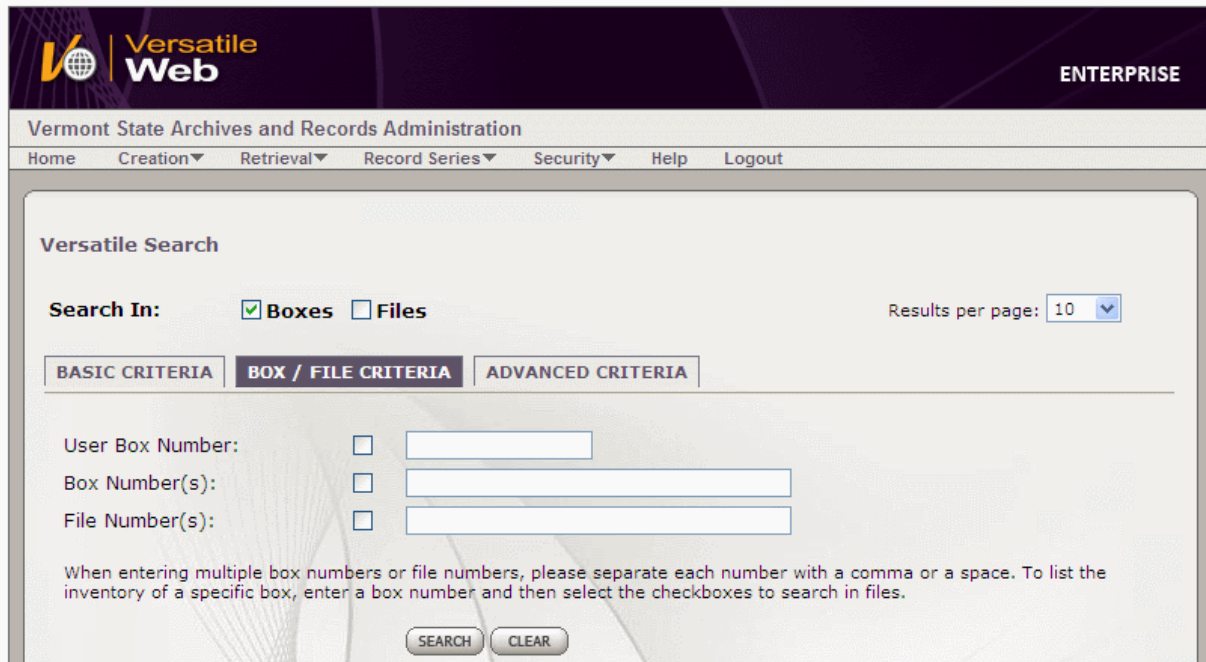 Versatile
Web
ENTERPRISE
Vermont State Archives and Records Administration
Home Creation Retrieval Record Series Security Help Logout
Versatile Search
Search In: Boxes Files Results per page: 10
BASIC CRITERIA BOX / FILE CRITERIA ADVANCED CRITERIA
User Box Number:
Box Number(s):
File Number(s):
When entering multiple box numbers or file numbers, please separate each number with a comma or a space. To list the
inventory of a specific box, enter a box number and then select the checkboxes to search in files.
SEARCH CLEAR